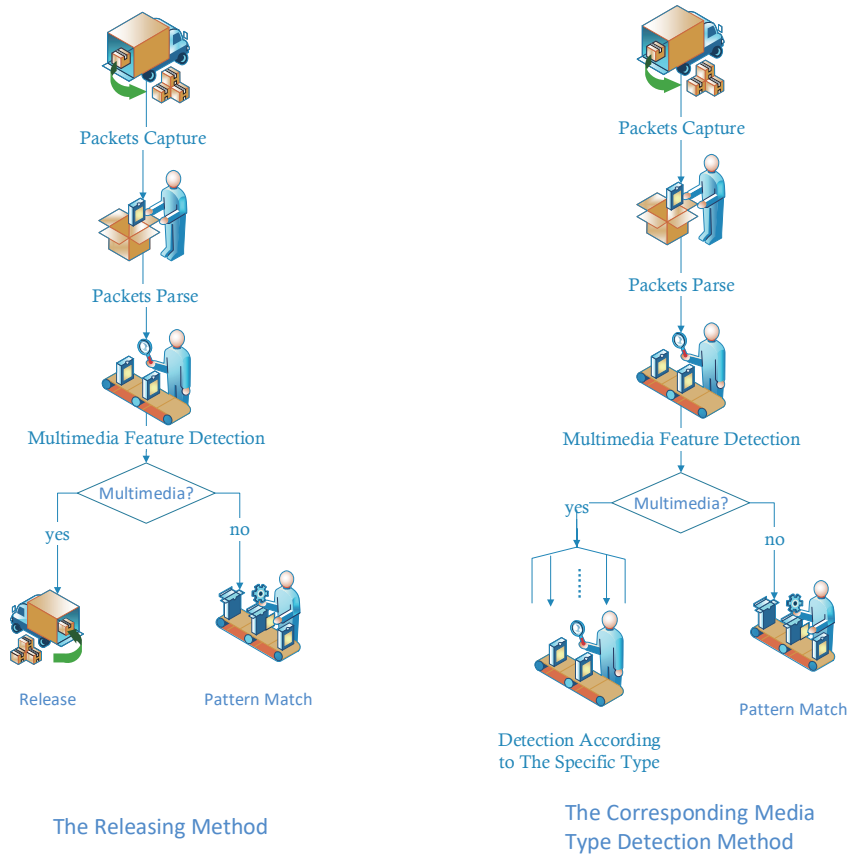 Packets Capture
Packets Parse
Multimedia Feature Detection
Multimedia?
yes
no
Release
Pattern Match
The Releasing Method
Packets Capture
Packets Parse
Multimedia Feature Detection
Multimedia?
yes
no
Pattern Match
Detection According
to The Specific Type
The Corresponding Media
Type Detection Method